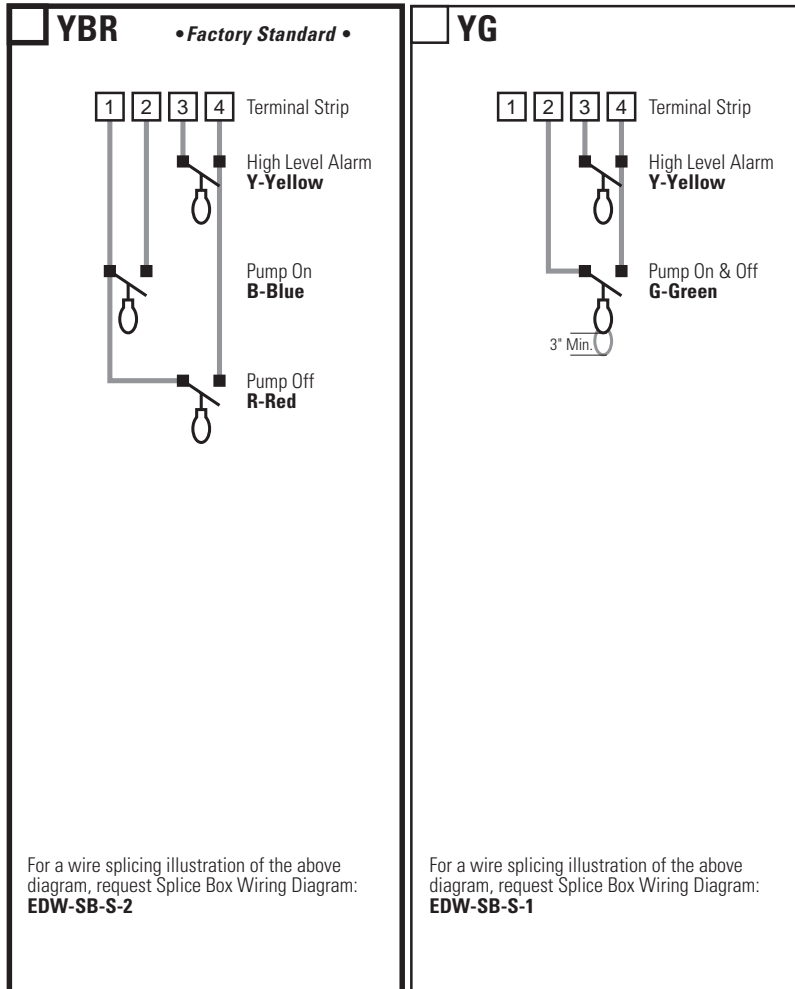 YBR • Factory Standard •
1 2 3 4 Terminal Strip
High Level Alarm
Y-Yellow
Pump On
B-Blue
Pump Off
R-Red
For a wire splicing illustration of the above
diagram, request Splice Box Wiring Diagram:
EDW-SB-S-2
YG
1 2 3 4 Terminal Strip
High Level Alarm
Y-Yellow
Pump On & Off
G-Green
3" Min.
For a wire splicing illustration of the above
diagram, request Splice Box Wiring Diagram:
EDW-SB-S-1